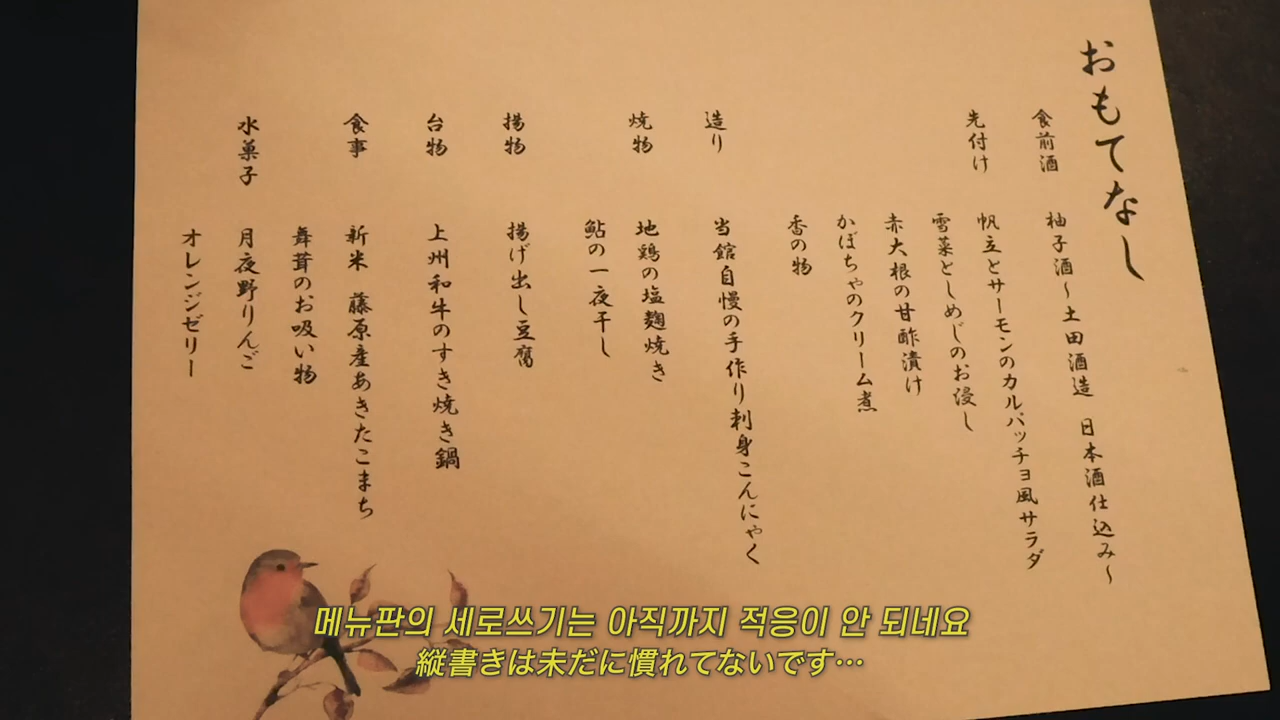 おもてなし
食前酒
柚子酒～土田酒造 日本酒仕込み～
先付け
帆立とサーモンのカルパッチョ風サラダ
雪菜としめじのお浸し
赤大根の甘酢漬け
かぼちゃのクリーム煮
香の物
造り
当館自慢の手作り刺身こんにゃく
焼物
地鶏の塩麹焼き
鮎の一夜干し
揚物
揚げ出し豆腐
台物
上州和牛のすき焼き鍋
食事
新米 藤原産あきたこまち
舞茸のお吸い物
水菓子
月夜野りんご
オレンジゼリー
메뉴판의 세로쓰기는 아직까지 적응이 안 되네요
縦書きは未だに慣れてないです…